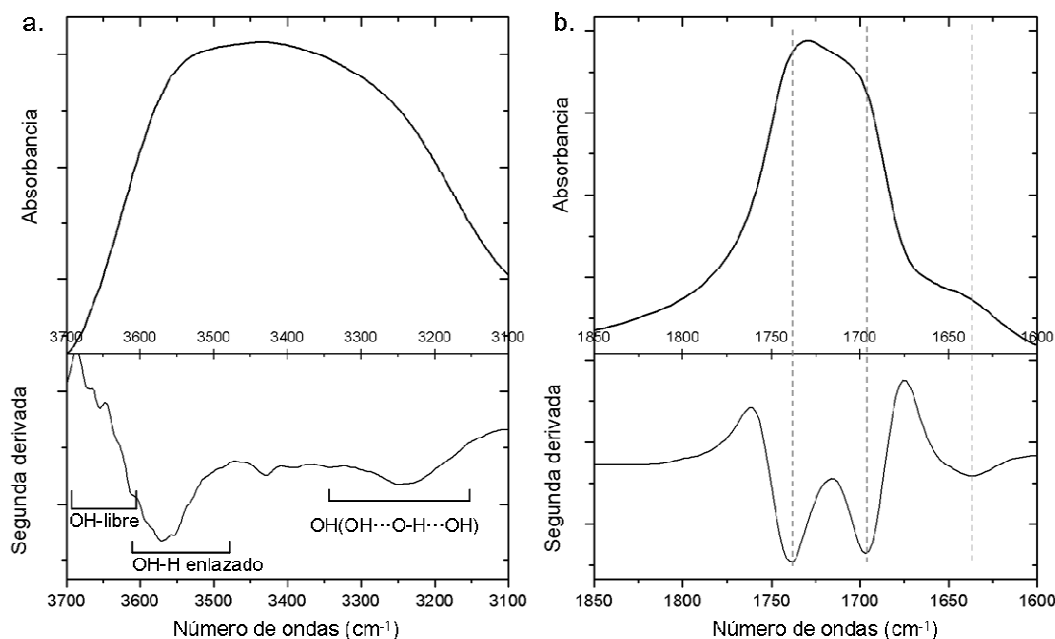 a.
Absorbancia
3700 3600 3500 3400 3300 3200 3100
Segunda derivada
OH-libre
OH-H enlazado
OH(OH···O-H···OH)
3700 3600 3500 3400 3300 3200 3100
Número de ondas (cm-1)
b.
Absorbancia
1850 1800 1750 1700 1650 1600
Segunda derivada
1850 1800 1750 1700 1650 1600
Número de ondas (cm-1)